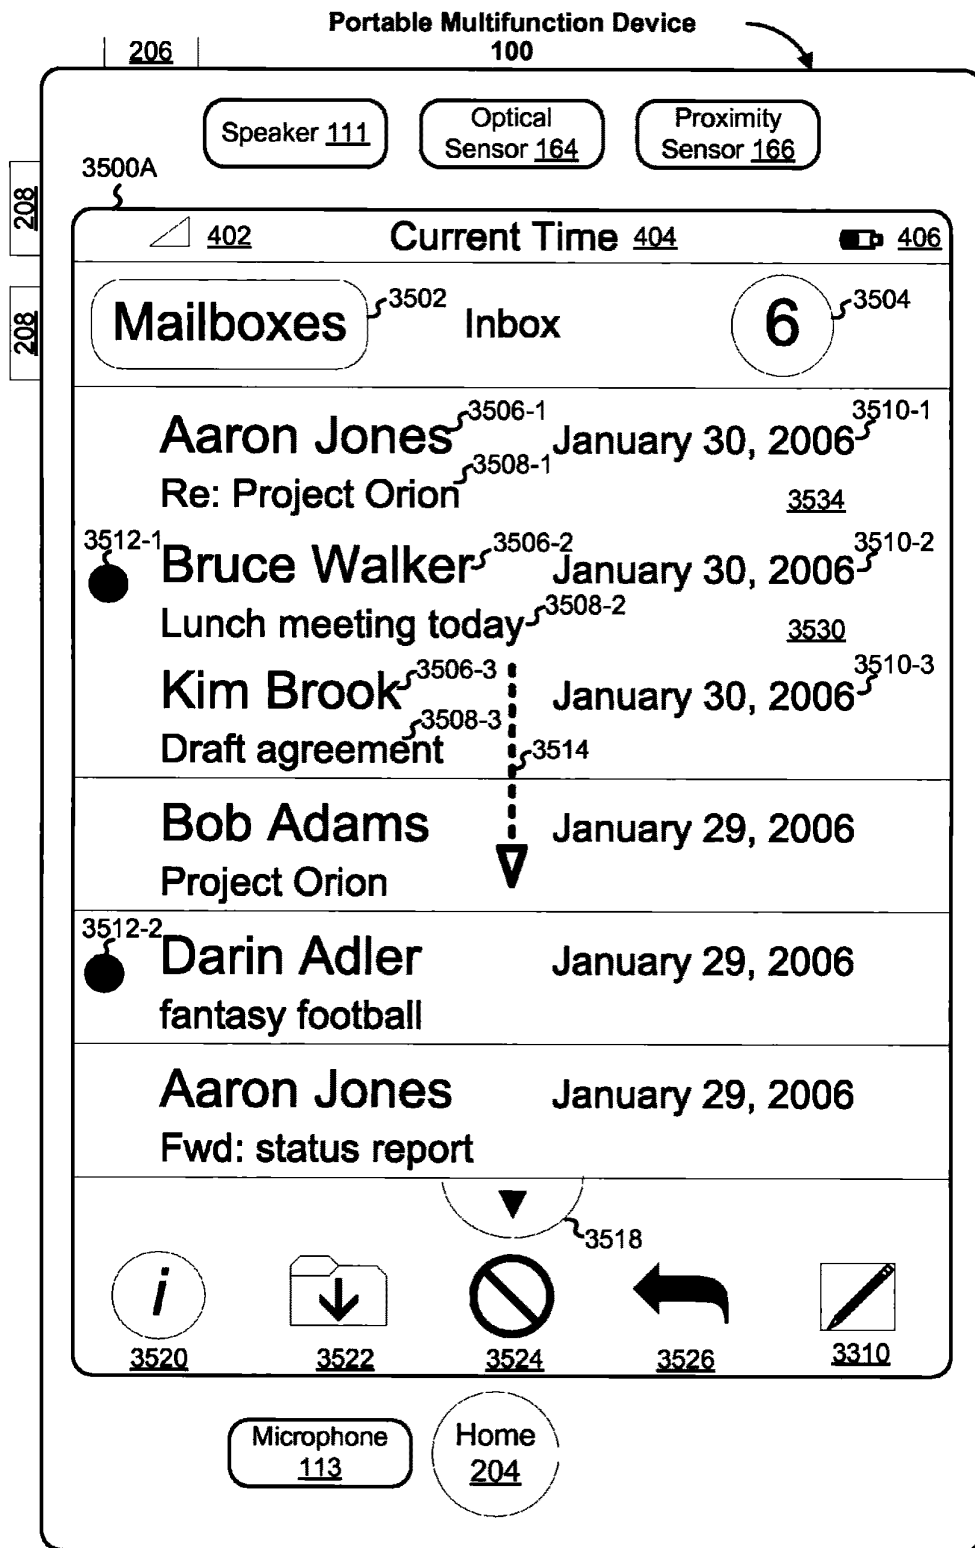 Portable Multifunction Device
100
206
Speaker 111
Optical
Sensor 164
Proximity
Sensor 166
208
208
3500A
402 Current Time 404 406
Mailboxes 3502 Inbox 6 3504
Aaron Jones 3506-1 January 30, 2006 3510-1
Re: Project Orion 3508-1 3534
3512-1 Bruce Walker 3506-2 January 30, 2006 3510-2
Lunch meeting today 3508-2 3530
Kim Brook 3506-3 January 30, 2006 3510-3
Draft agreement 3508-3 3514
Bob Adams January 29, 2006
Project Orion
3512-2 Darin Adler January 29, 2006
fantasy football
Aaron Jones January 29, 2006
Fwd: status report
3518
i
3520 3522 3524 3526 3310
Microphone
113
Home
204